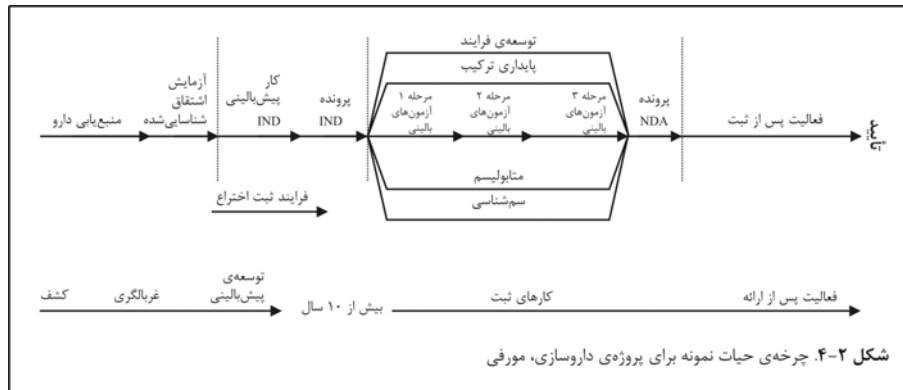 توسعه‌ی فرایند
پایداری ترکیب
آزمایش
اشتقاق
شناسایی‌شده
منبع‌یابی دارو
کار
پیش‌بالینی
IND
پرونده
IND
مرحله ۱
آزمون‌های
بالینی
مرحله ۲
آزمون‌های
بالینی
مرحله ۳
آزمون‌های
بالینی
پرونده
NDA
فعالیت پس از ثبت
تأیید
متابولیسم
سم‌شناسی
فرایند ثبت اختراع
کشف
غربالگری
توسعه‌ی
پیش‌بالینی
بیش از ۱۰ سال
کارهای ثبت
فعالیت پس از ارائه
شکل ۲-۴. چرخه‌ی حیات نمونه برای پروژه‌ی داروسازی، مورفی